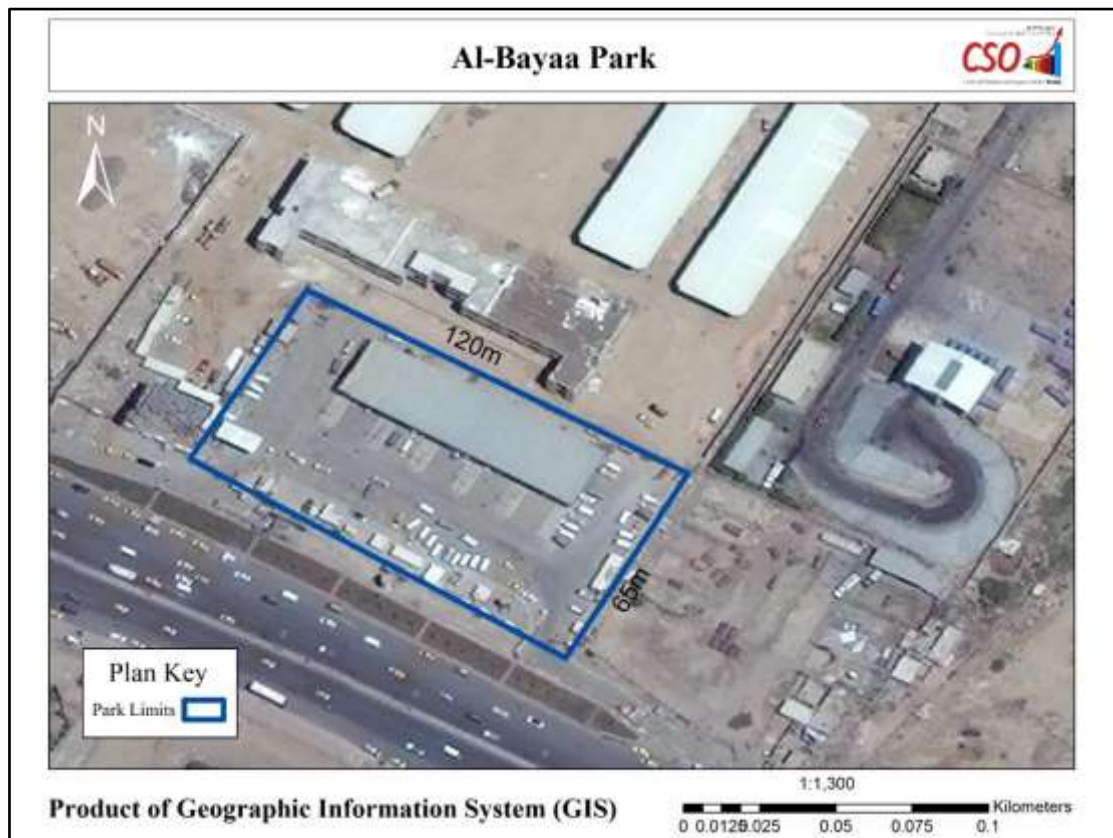 Al-Bayaa Park
CSO
N
120m
65m
Plan Key
Park Limits
1:1,300
Kilometers
0 0.0125 0.025 0.05 0.075 0.1
Product of Geographic Information System (GIS)